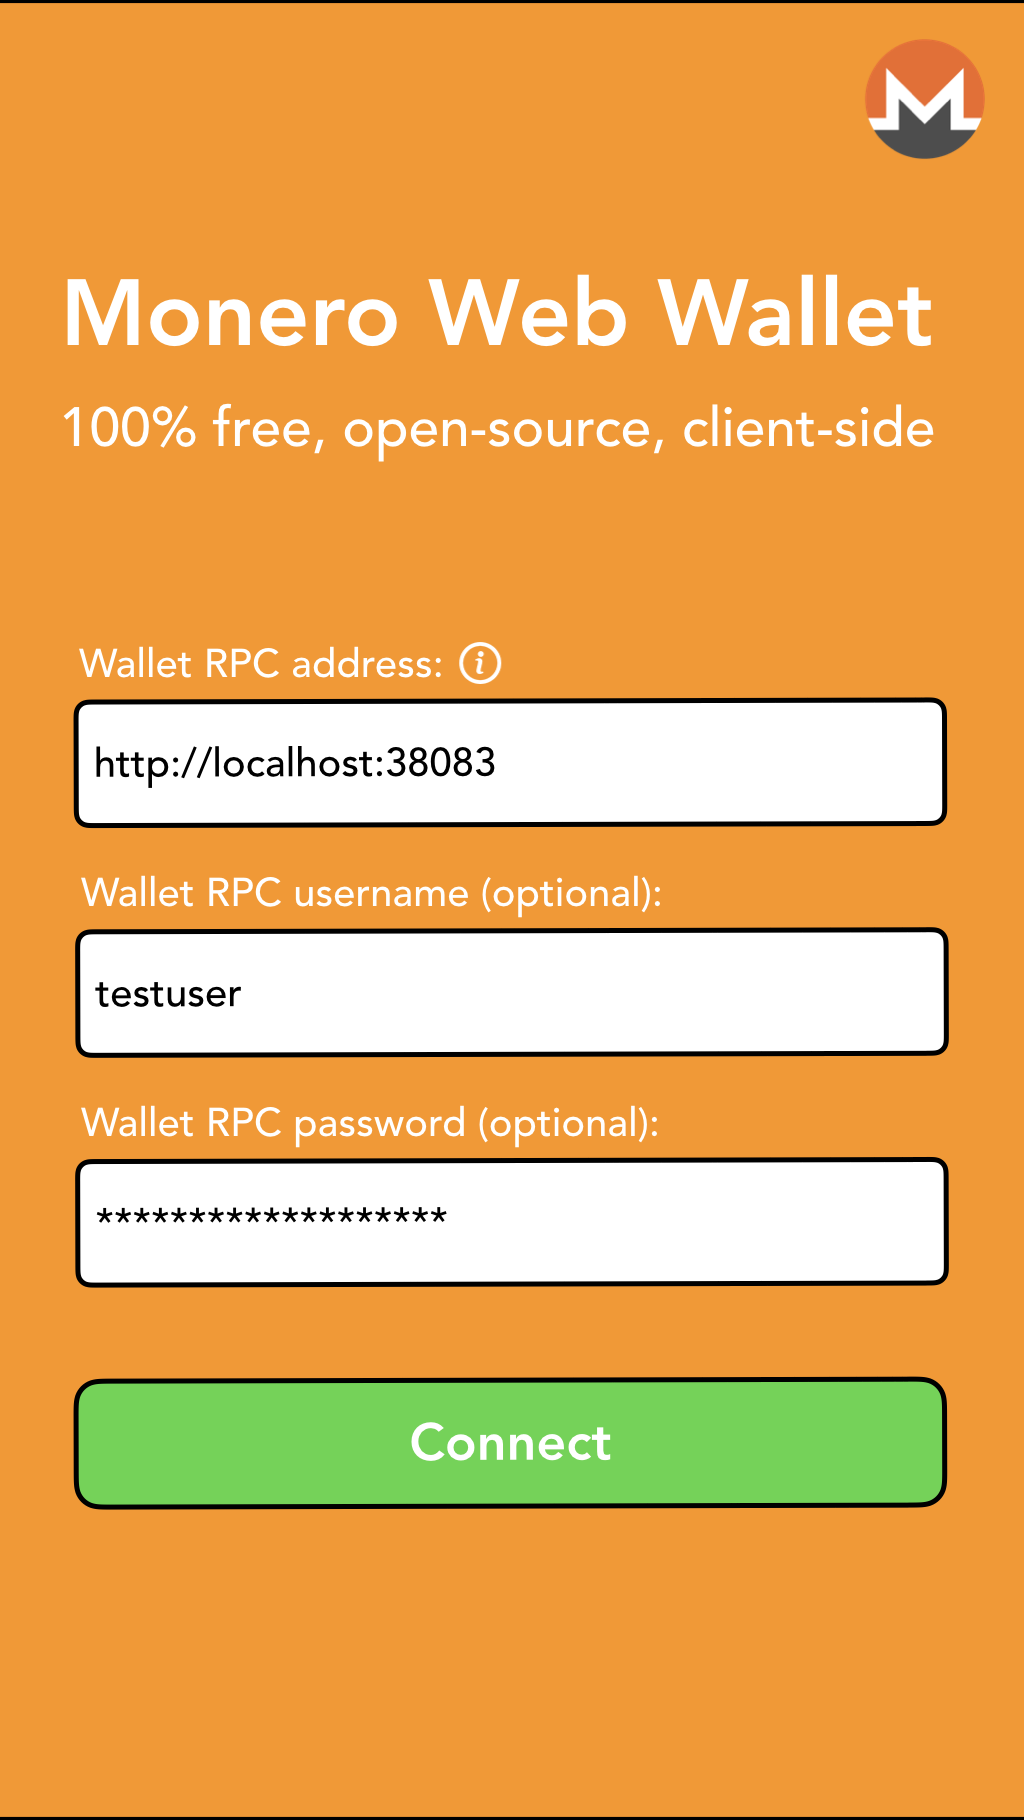 Monero Web Wallet
100% free, open-source, client-side
Wallet RPC address: i
http://localhost:38083
Wallet RPC username (optional):
testuser
Wallet RPC password (optional):
*******************
Connect